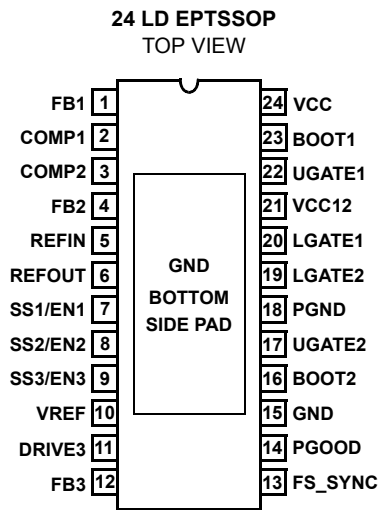 24 LD EPTSSOP
TOP VIEW
FB1 1
COMP1 2
COMP2 3
FB2 4
REFIN 5
REFOUT 6
SS1/EN1 7
SS2/EN2 8
SS3/EN3 9
VREF 10
DRIVE3 11
FB3 12
GND
BOTTOM
SIDE PAD
24 VCC
23 BOOT1
22 UGATE1
21 VCC12
20 LGATE1
19 LGATE2
18 PGND
17 UGATE2
16 BOOT2
15 GND
14 PGOOD
13 FS_SYNC